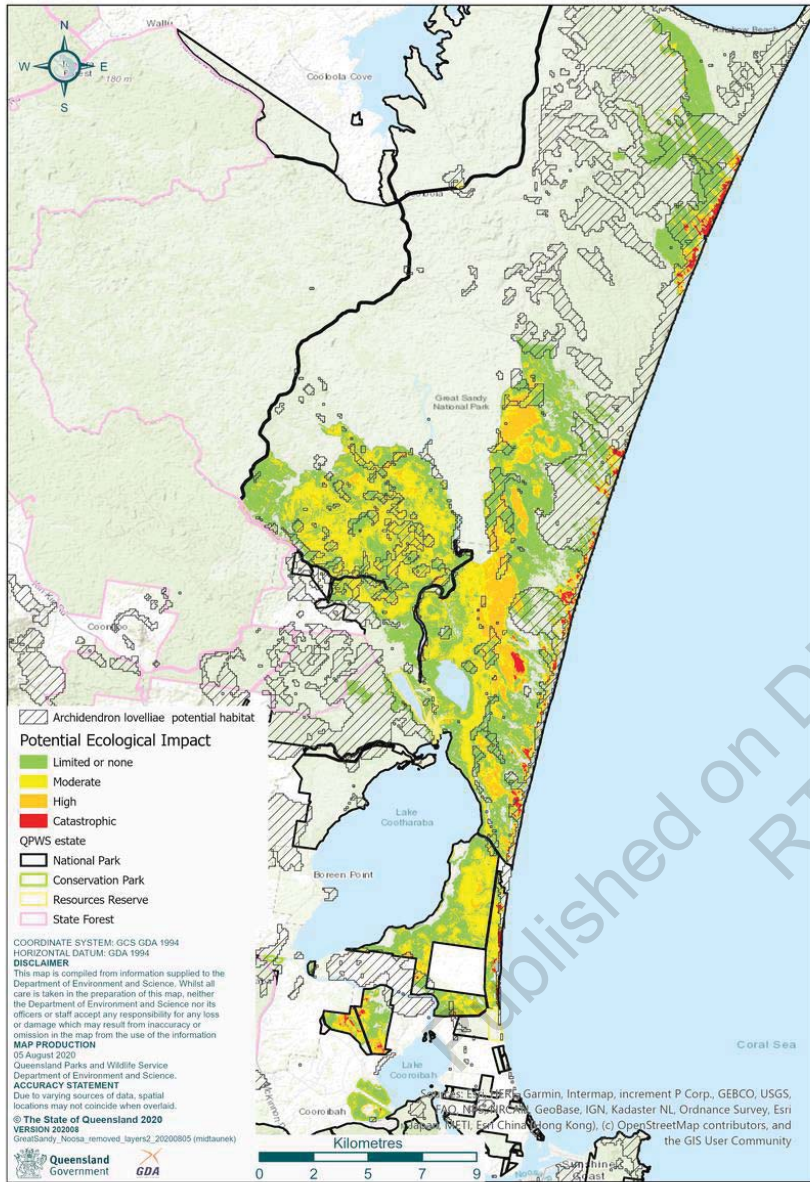 N
W E
S
Wallu
180 m
Cooloola Cove
Rainbow Beach
Great Sandy
National Park
Lake
Cootharaba
Boreen Point
Lake
Cooroibah
Cooroibah
Coral Sea
Sunshine
Coast
Archidendron lovelliae potential habitat
Potential Ecological Impact
Limited or none
Moderate
High
Catastrophic
QPWS estate
National Park
Conservation Park
Resources Reserve
State Forest
COORDINATE SYSTEM: GCS GDA 1994
HORIZONTAL DATUM: GDA 1994
DISCLAIMER
This map is compiled from information supplied to the
Department of Environment and Science. Whilst all
care is taken in the preparation of this map, neither
the Department of Environment and Science nor its
officers or staff accept any responsibility for any loss
or damage which may result from inaccuracy or
omission in the map from the use of the information
MAP PRODUCTION
05 August 2020
Queensland Parks and Wildlife Service
Department of Environment and Science.
ACCURACY STATEMENT
Due to varying sources of data, spatial
locations may not coincide when overlaid.
© The State of Queensland 2020
VERSION 202008
GreatSandy_Noosa_removed_layers2_20200805 (midtaunek)
Queensland
Government
GDA
Kilometres
0 2 5 7 9
Sources: Esri, HERE, Garmin, Intermap, increment P Corp., GEBCO, USGS,
FAO, NPS, NRCAN, GeoBase, IGN, Kadaster NL, Ordnance Survey, Esri
Japan, METI, Esri China (Hong Kong), (c) OpenStreetMap contributors, and
the GIS User Community
Published on D
RT